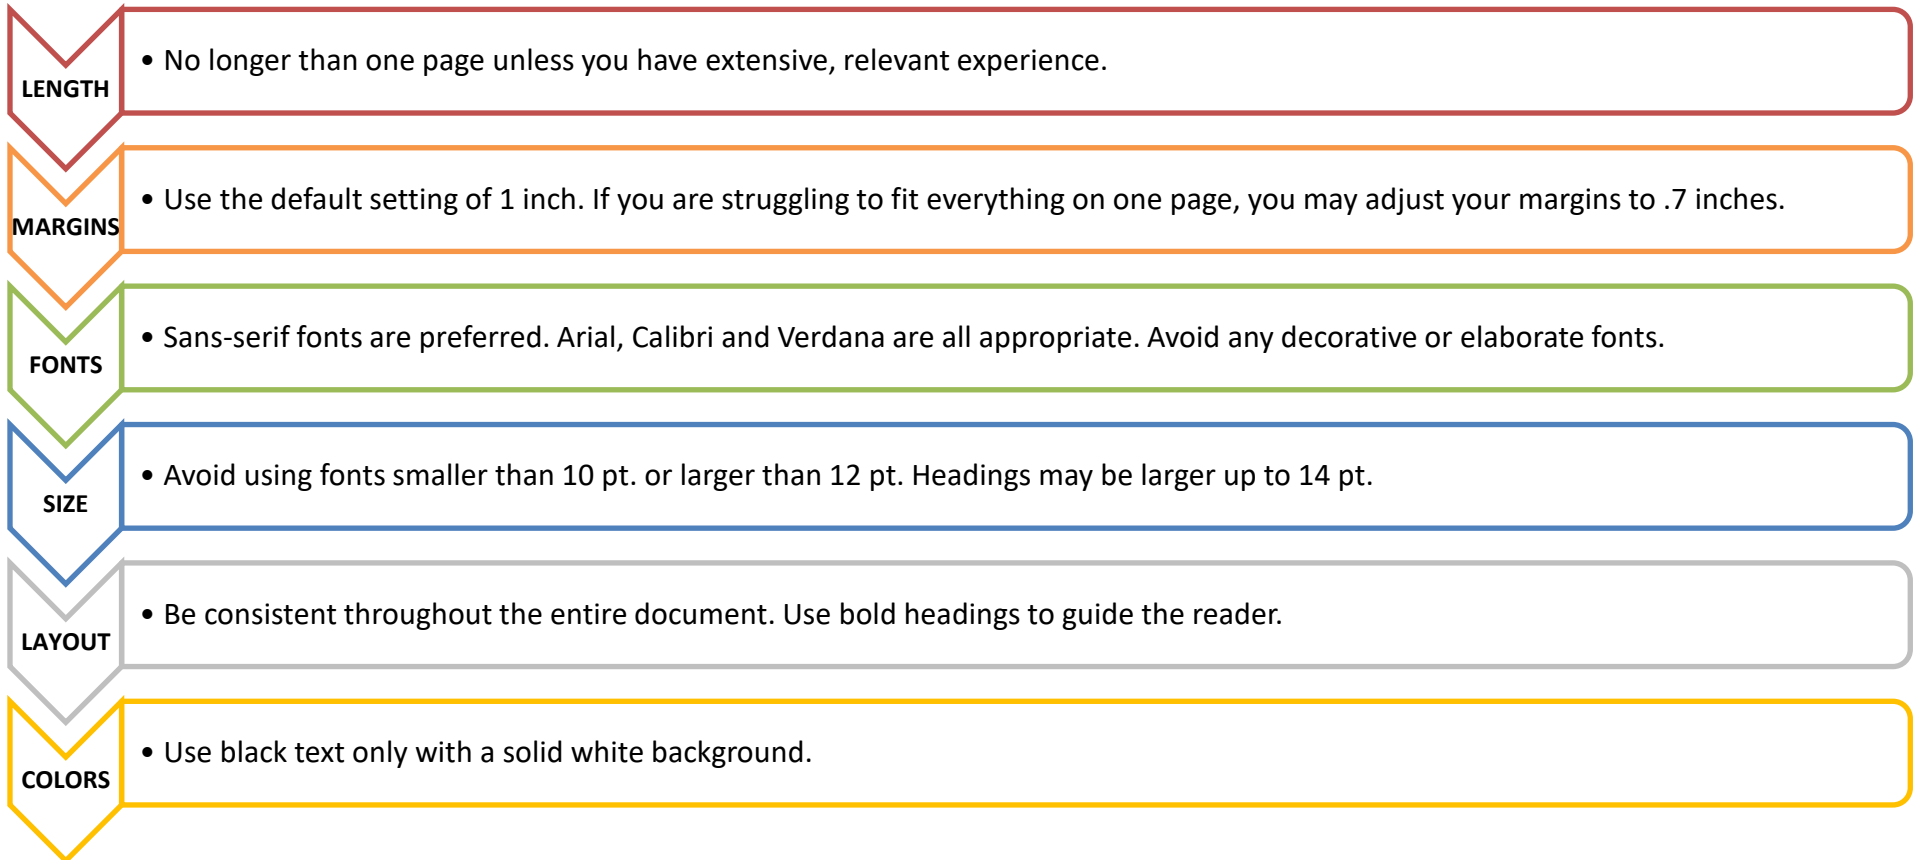 LENGTH
• No longer than one page unless you have extensive, relevant experience.
MARGINS
• Use the default setting of 1 inch. If you are struggling to fit everything on one page, you may adjust your margins to .7 inches.
FONTS
• Sans-serif fonts are preferred. Arial, Calibri and Verdana are all appropriate. Avoid any decorative or elaborate fonts.
SIZE
• Avoid using fonts smaller than 10 pt. or larger than 12 pt. Headings may be larger up to 14 pt.
LAYOUT
• Be consistent throughout the entire document. Use bold headings to guide the reader.
COLORS
• Use black text only with a solid white background.